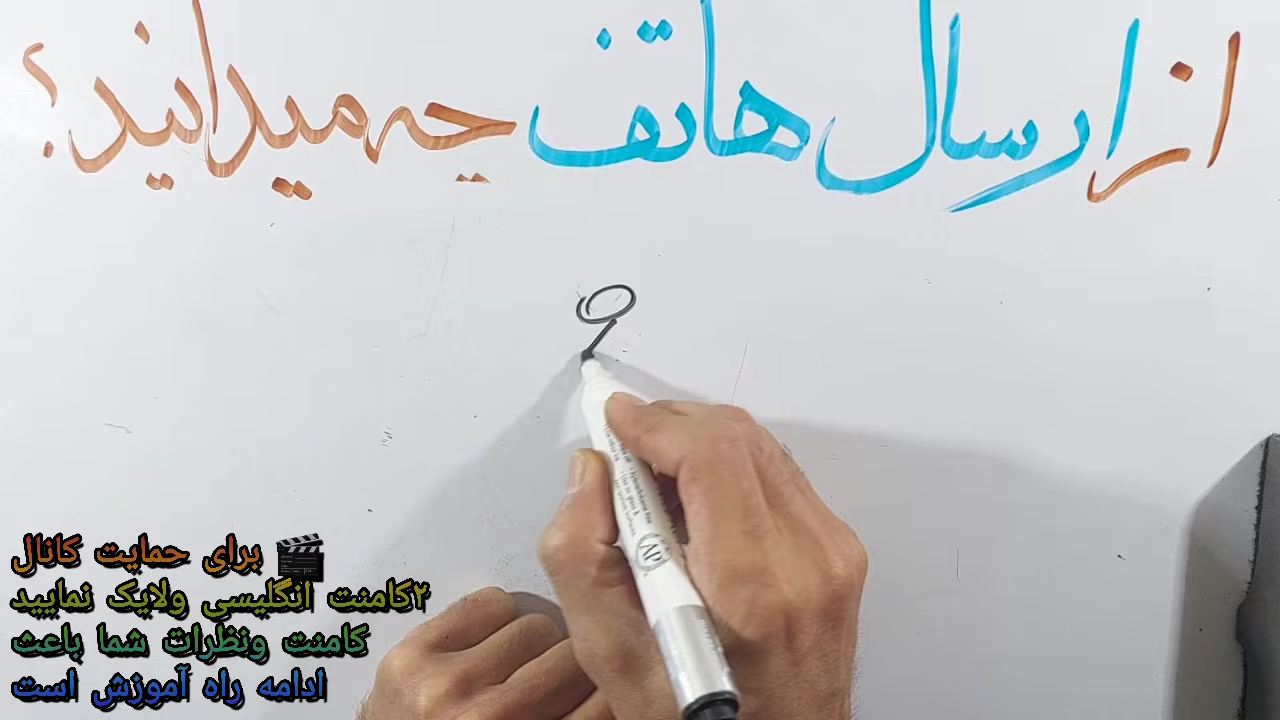 از ارسال هاتف چه میدانید؟
برای حمایت کانال
۲کامنت انگلیسی ولایک نمایید
کامنت ونظرات شما باعث
ادامه راه آموزش است
AP